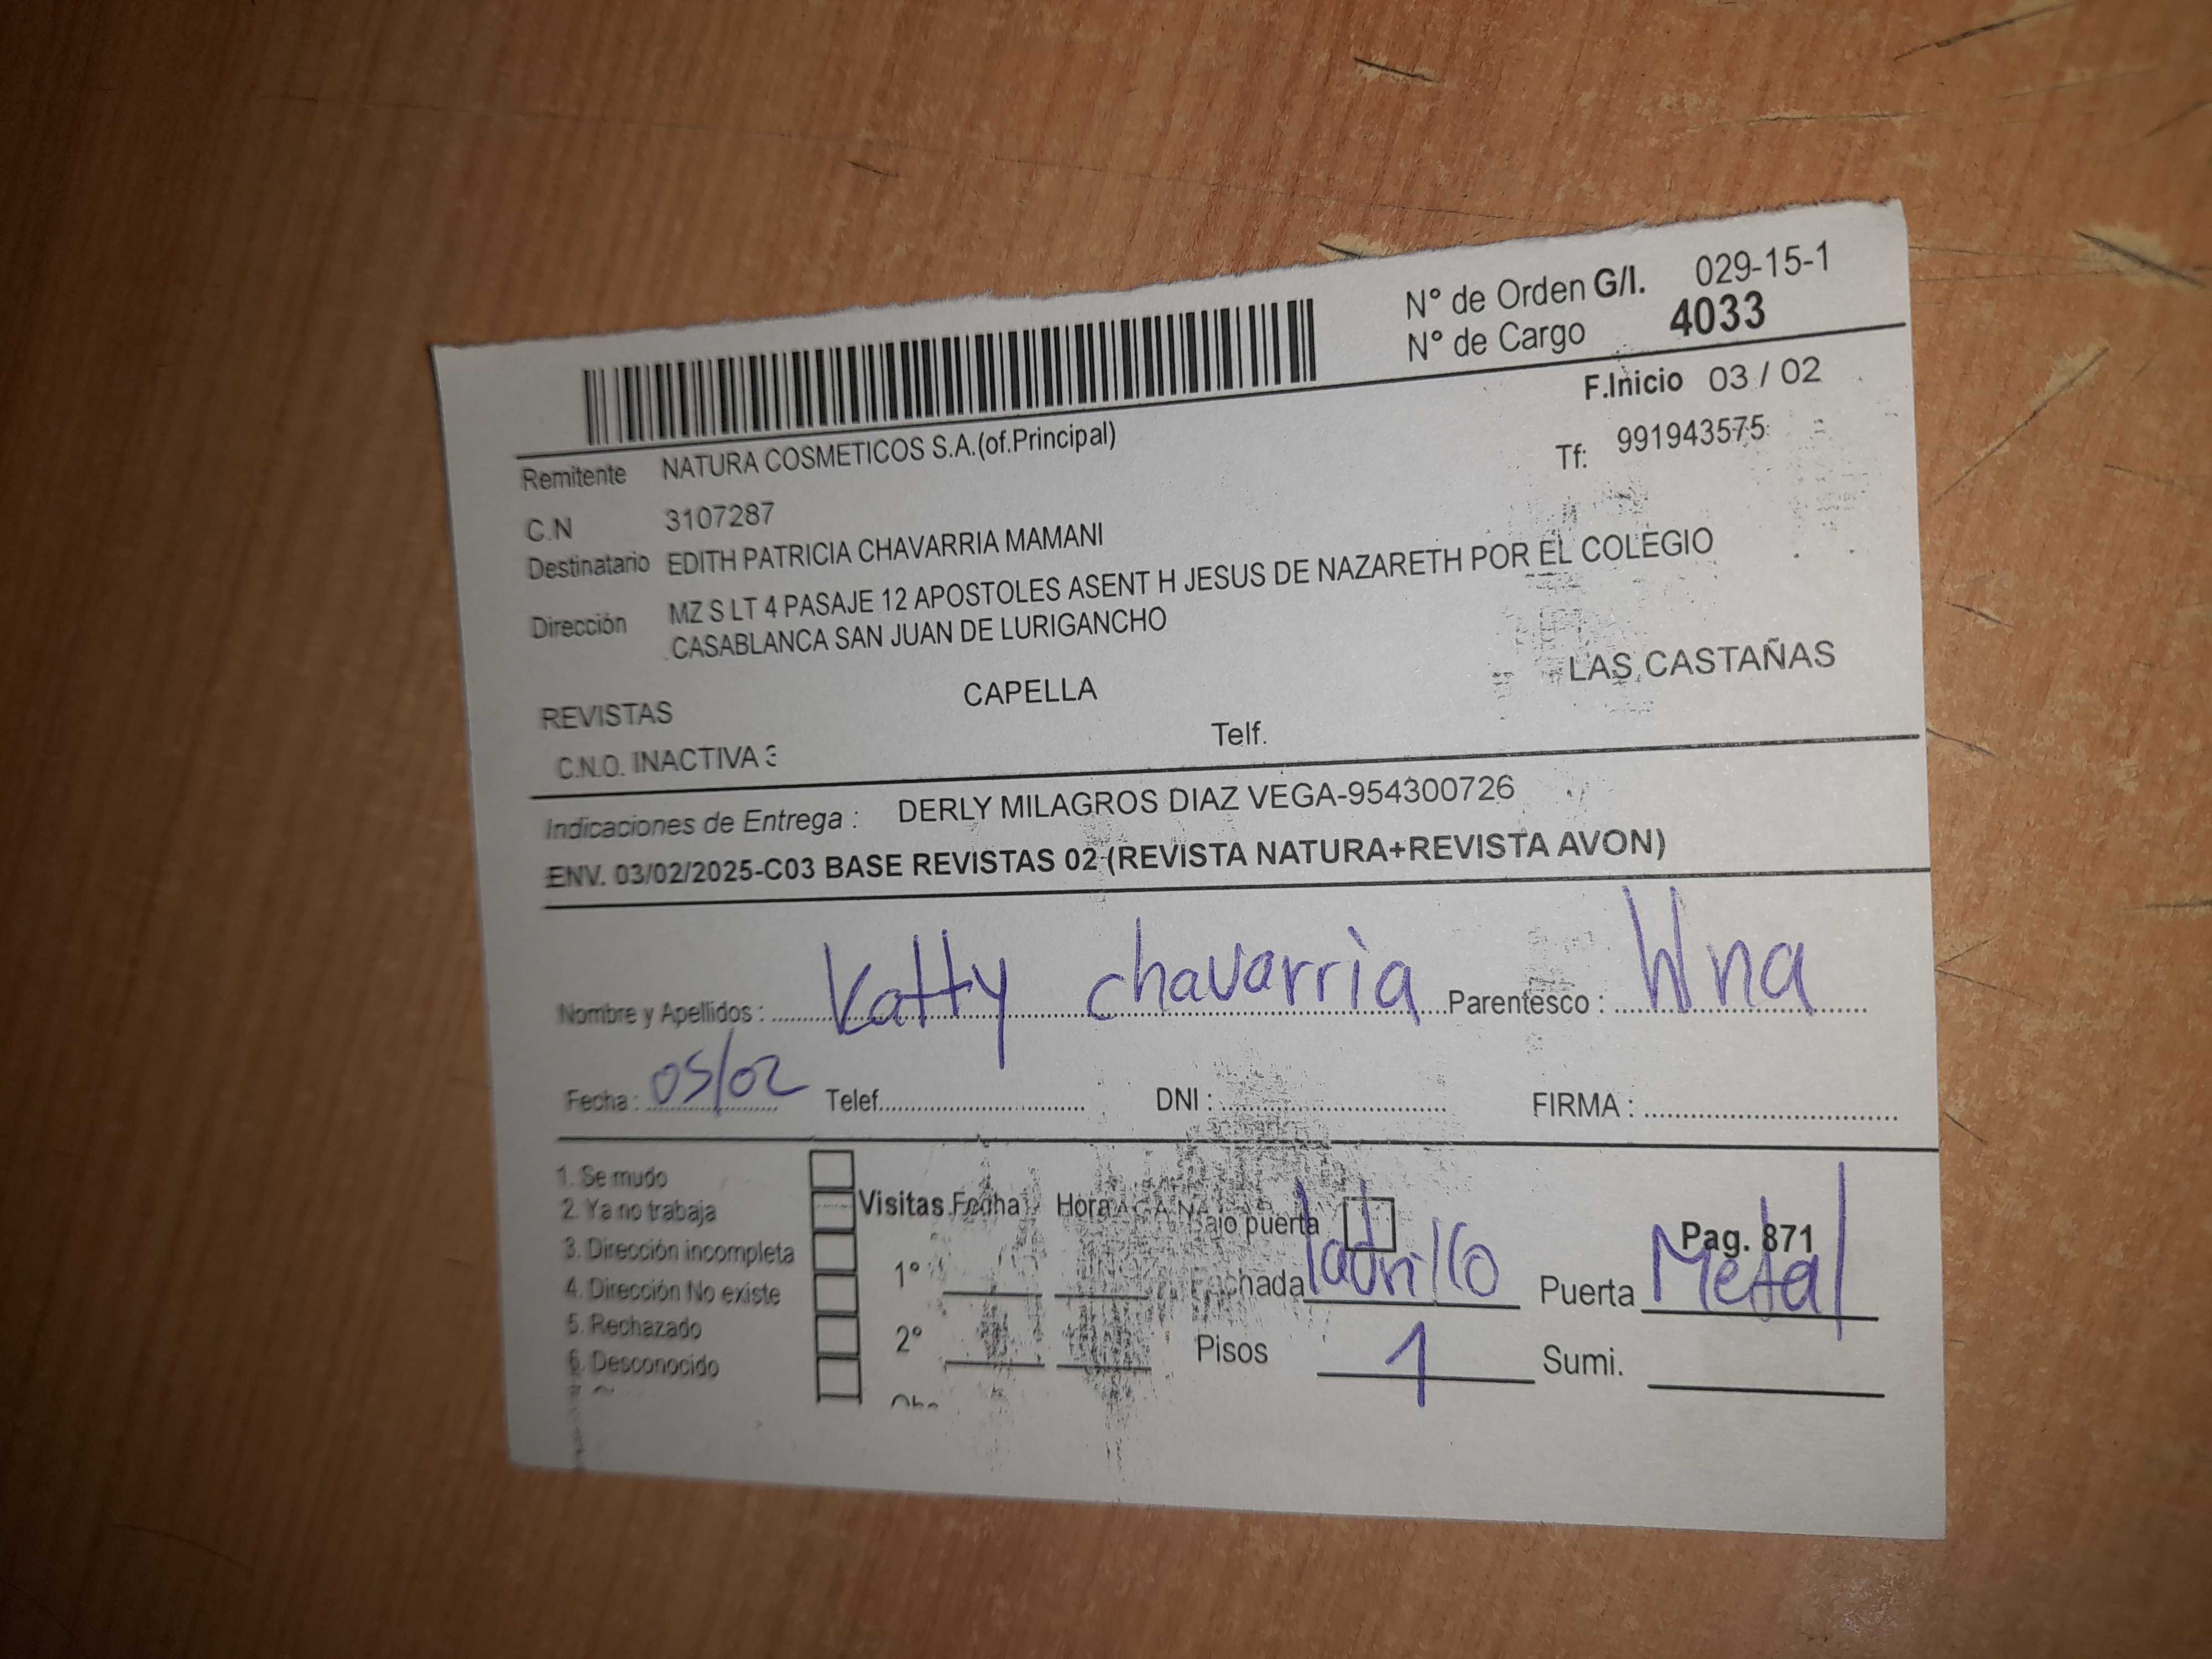 N° de Orden G/I. 029-15-1
N° de Cargo 4033
F.Inicio 03 / 02
Remitente NATURA COSMETICOS S.A.(of.Principal)
Tf: 991943575
C.N 3107287
Destinatario EDITH PATRICIA CHAVARRIA MAMANI
Dirección MZ S LT 4 PASAJE 12 APOSTOLES ASENT H JESUS DE NAZARETH POR EL COLEGIO
CASABLANCA SAN JUAN DE LURIGANCHO
REVISTAS CAPELLA LAS CASTAÑAS
C.N.O. INACTIVA 3 Telf.
Indicaciones de Entrega : DERLY MILAGROS DIAZ VEGA-954300726
ENV. 03/02/2025-C03 BASE REVISTAS 02 (REVISTA NATURA+REVISTA AVON)
Nombre y Apellidos : Katty chavarria Parentesco : Hna
Fecha : 05/02 Telef. DNI : FIRMA :
1. Se mudo
2. Ya no trabaja
3. Dirección incompleta
4. Dirección No existe
5. Rechazado
6. Desconocido
Visitas Fecha Hora
1°
2°
Bajo puerta
Pag. 871
Fachada ladrillo Puerta Metal
Pisos 1 Sumi.